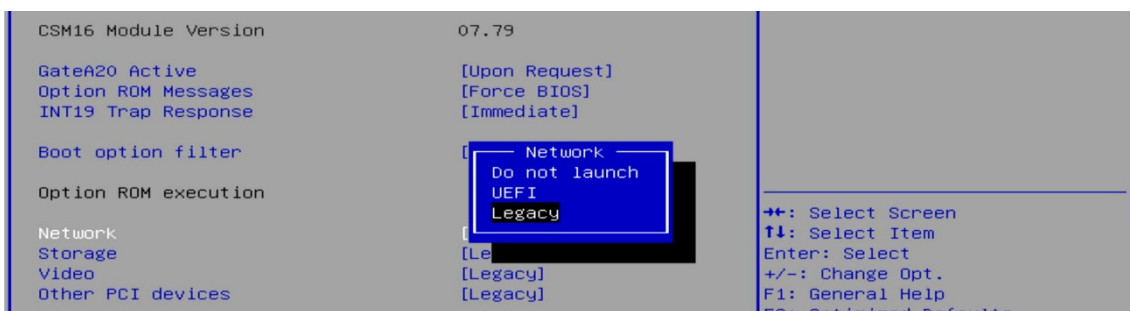 CSM16 Module Version 07.79
GateA20 Active [Upon Request]
Option ROM Messages [Force BIOS]
INT19 Trap Response [Immediate]
Boot option filter [
Network
Do not launch
UEFI
Legacy
Option ROM execution
Network [
Storage [Le
Video [Legacy]
Other PCI devices [Legacy]
→←: Select Screen
↑↓: Select Item
Enter: Select
+/-: Change Opt.
F1: General Help